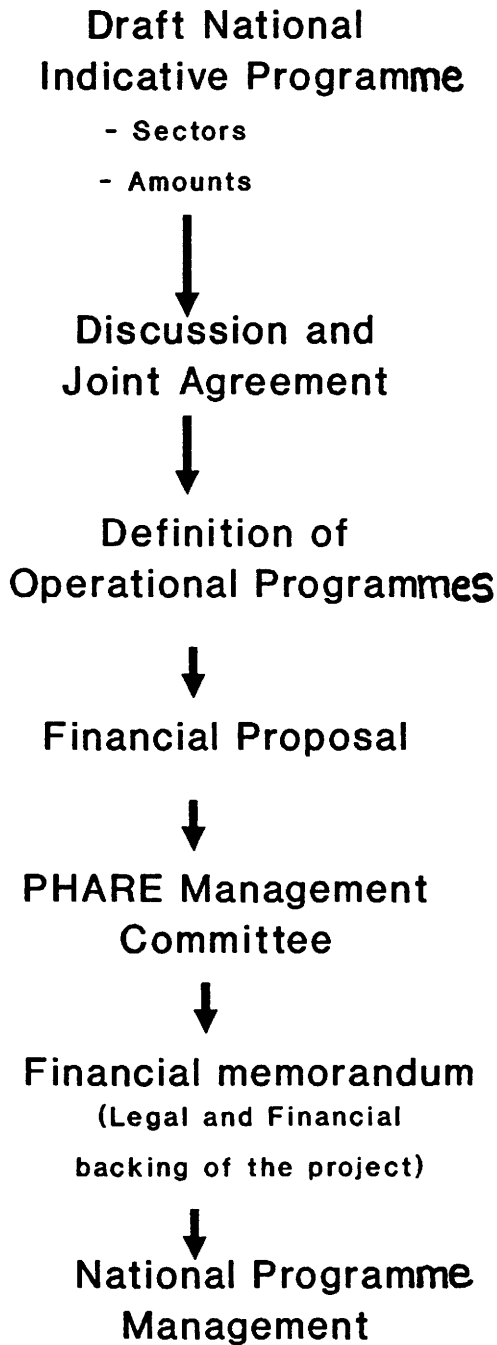 Draft National
Indicative Programme
- Sectors
- Amounts
Discussion and
Joint Agreement
Definition of
Operational Programmes
Financial Proposal
PHARE Management
Committee
Financial memorandum
(Legal and Financial
backing of the project)
National Programme
Management